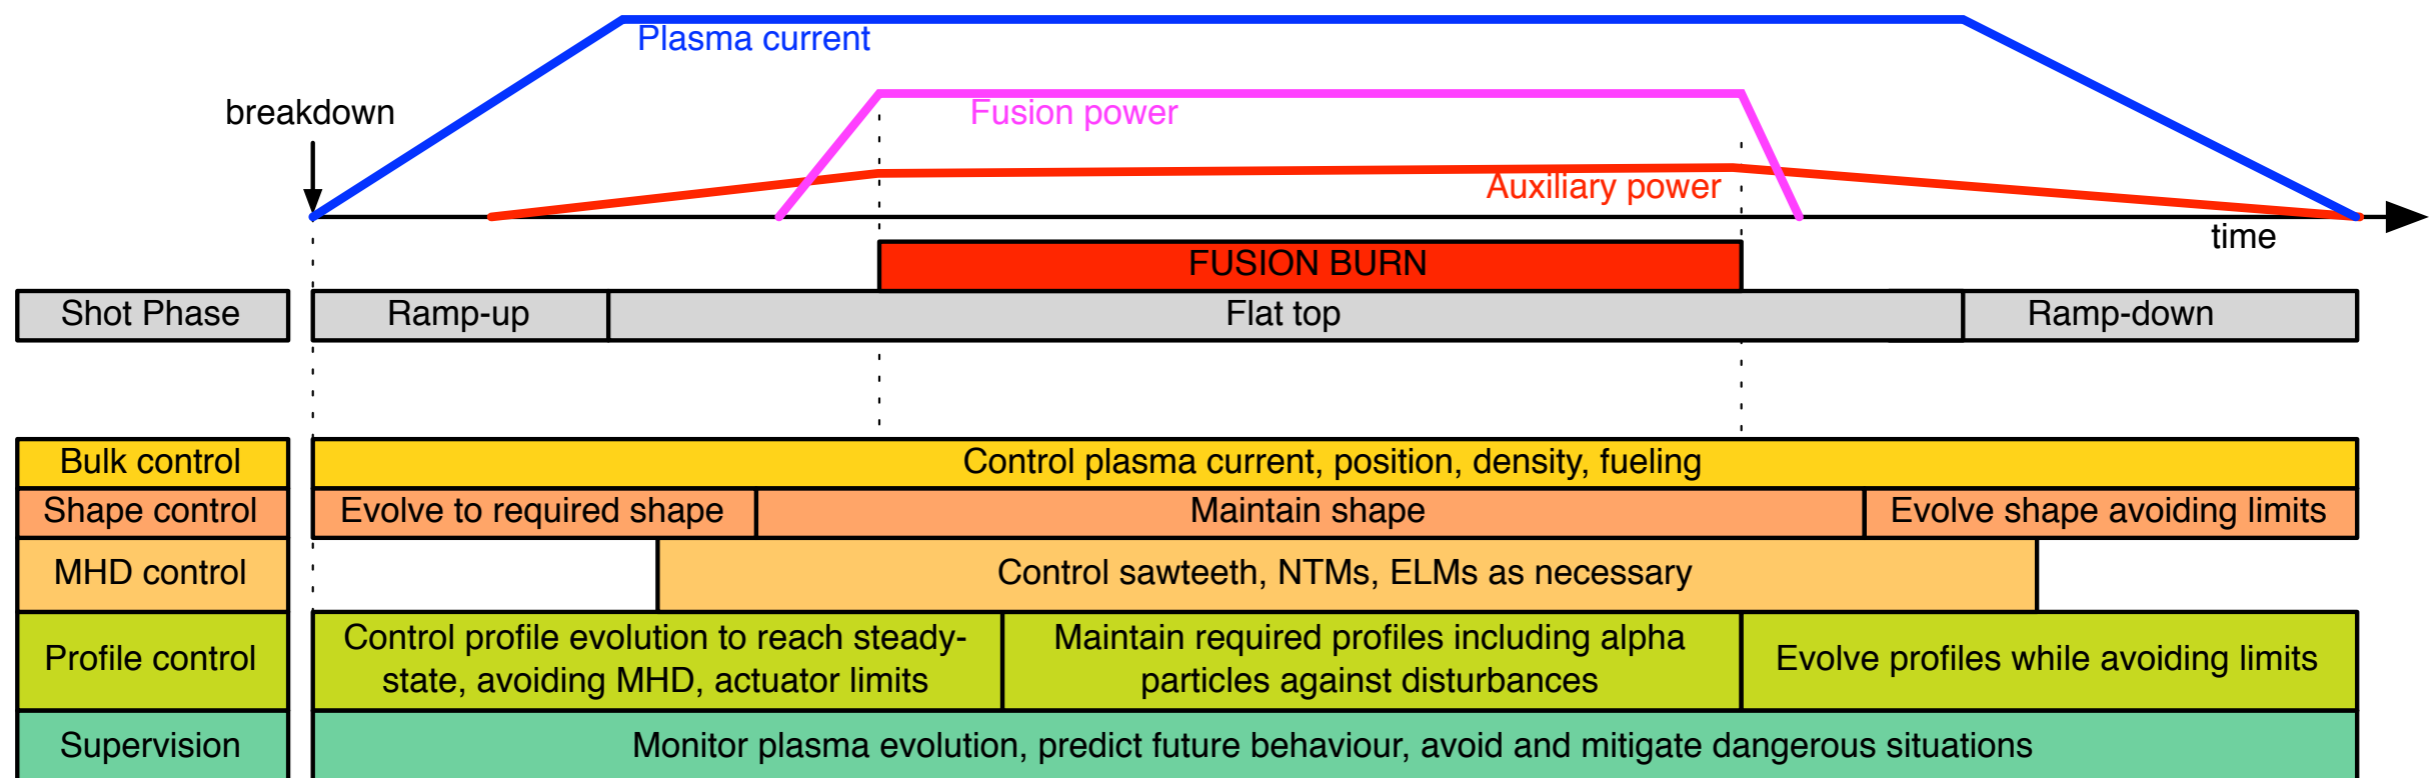 Plasma current
breakdown
Fusion power
Auxiliary power
time
FUSION BURN
Shot Phase
Ramp-up
Flat top
Ramp-down
Bulk control
Control plasma current, position, density, fueling
Shape control
Evolve to required shape
Maintain shape
Evolve shape avoiding limits
MHD control
Control sawteeth, NTMs, ELMs as necessary
Profile control
Control profile evolution to reach steady-
state, avoiding MHD, actuator limits
Maintain required profiles including alpha
particles against disturbances
Evolve profiles while avoiding limits
Supervision
Monitor plasma evolution, predict future behaviour, avoid and mitigate dangerous situations